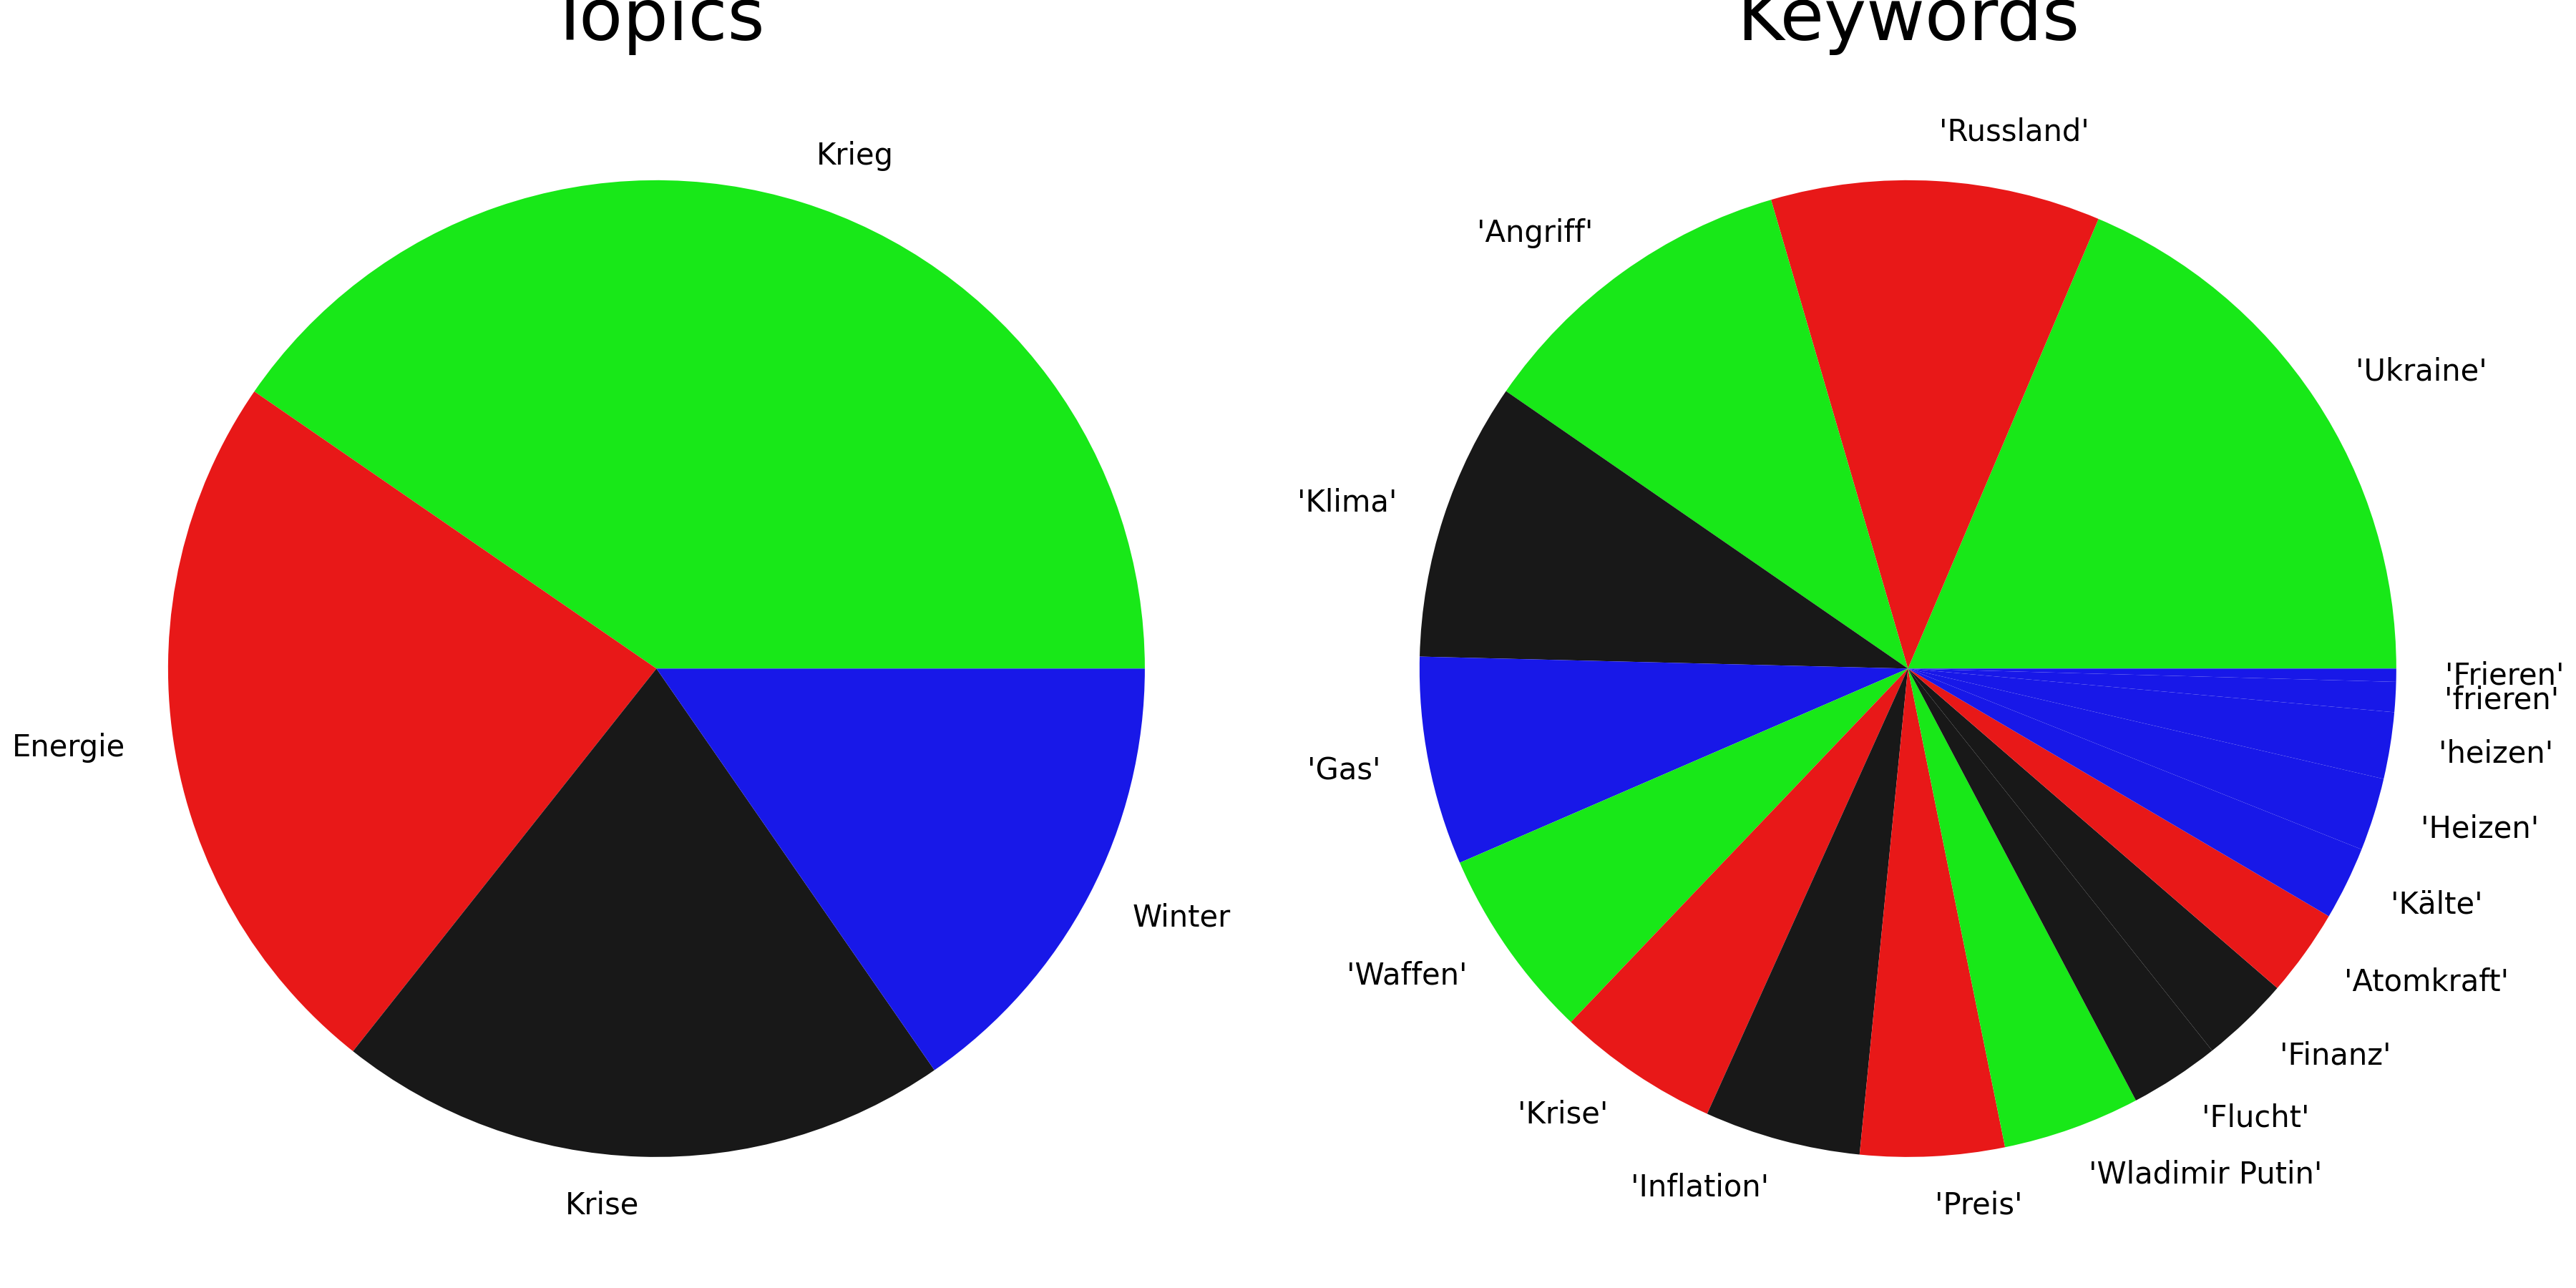 Topics
Krieg
Energie
Krise
Winter
Keywords
'Russland'
'Angriff'
'Ukraine'
'Klima'
'Frieren'
'frieren'
'heizen'
'Gas'
'Heizen'
'Kälte'
'Waffen'
'Atomkraft'
'Finanz'
'Krise'
'Flucht'
'Wladimir Putin'
'Inflation'
'Preis'